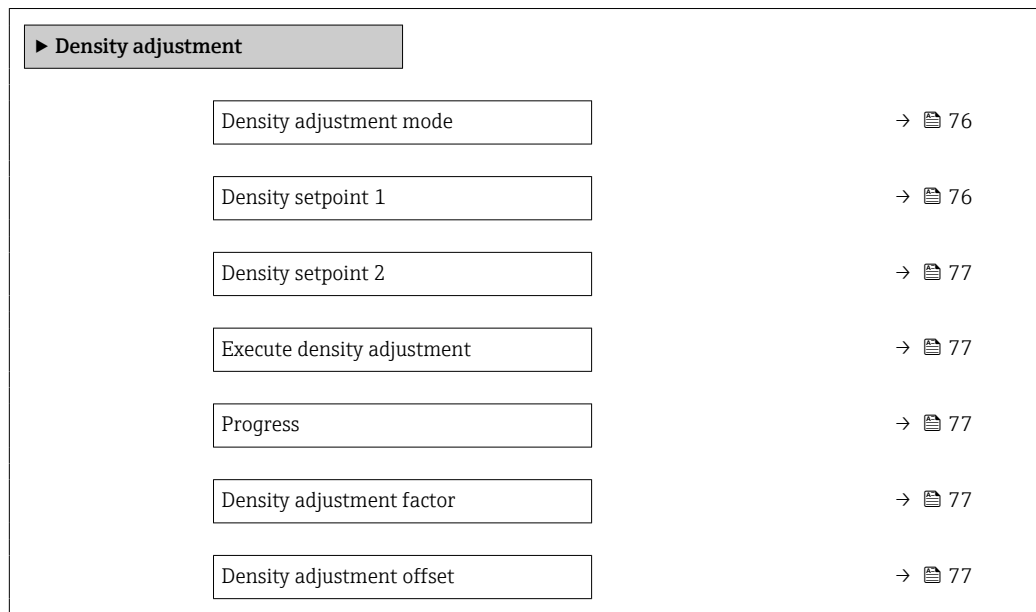 ▶ Density adjustment
Density adjustment mode → 76
Density setpoint 1 → 76
Density setpoint 2 → 77
Execute density adjustment → 77
Progress → 77
Density adjustment factor → 77
Density adjustment offset → 77